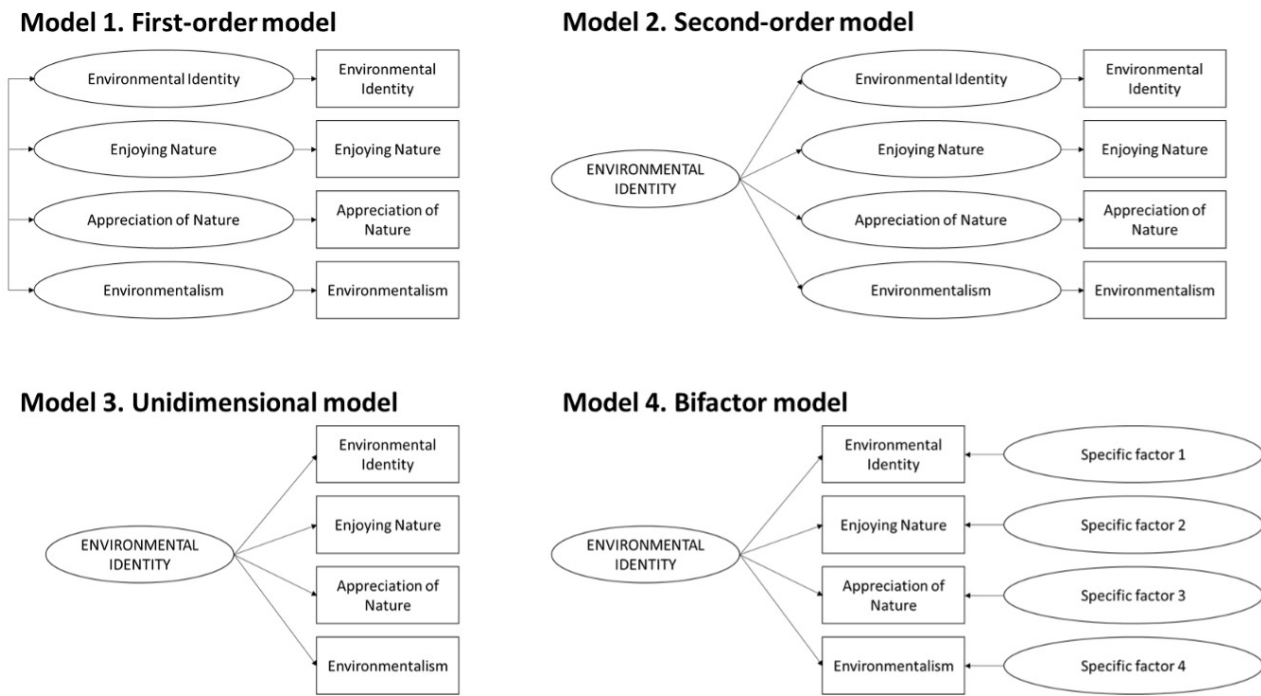 Model 1. First-order model
Environmental Identity
Environmental
Identity
Enjoying Nature
Enjoying Nature
Appreciation of Nature
Appreciation of
Nature
Environmentalism
Environmentalism
Model 2. Second-order model
ENVIRONMENTAL
IDENTITY
Environmental Identity
Environmental
Identity
Enjoying Nature
Enjoying Nature
Appreciation of Nature
Appreciation of
Nature
Environmentalism
Environmentalism
Model 3. Unidimensional model
ENVIRONMENTAL
IDENTITY
Environmental
Identity
Enjoying Nature
Appreciation of
Nature
Environmentalism
Model 4. Bifactor model
ENVIRONMENTAL
IDENTITY
Environmental
Identity
Specific factor 1
Enjoying Nature
Specific factor 2
Appreciation of
Nature
Specific factor 3
Environmentalism
Specific factor 4